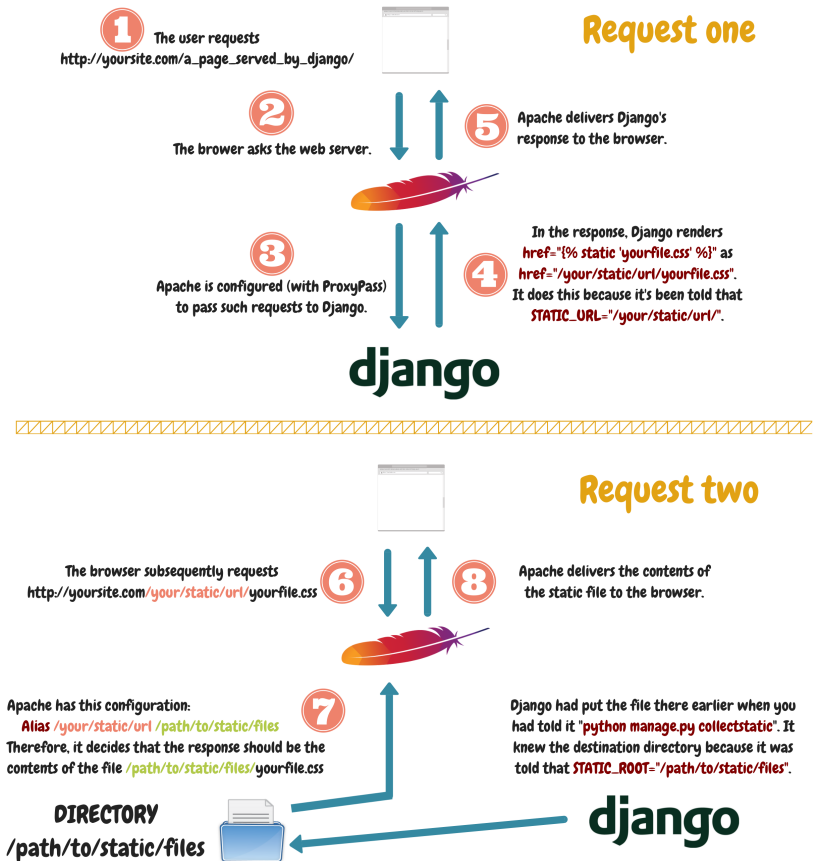 Request one
1
The user requests
http://yoursite.com/a_page_served_by_django/
2
The brower asks the web server.
5
Apache delivers Django's
response to the browser.
3
Apache is configured (with ProxyPass)
to pass such requests to Django.
4
In the response, Django renders
href="{% static 'yourfile.css' %}" as
href="/your/static/url/yourfile.css".
It does this because it's been told that
STATIC_URL="/your/static/url/".
django
Request two
The browser subsequently requests
http://yoursite.com/your/static/url/yourfile.css
6
8
Apache delivers the contents of
the static file to the browser.
7
Apache has this configuration:
Alias /your/static/url /path/to/static/files
Therefore, it decides that the response should be the
contents of the file /path/to/static/files/yourfile.css
Django had put the file there earlier when you
had told it "python manage.py collectstatic". It
knew the destination directory because it was
told that STATIC_ROOT="/path/to/static/files".
DIRECTORY
/path/to/static/files
django